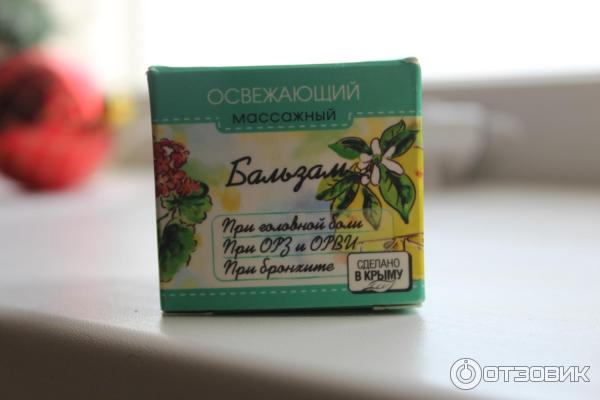 ОСВЕЖАЮЩИЙ
массажный
Бальзам
При головной боли
При ОРЗ и ОРВИ
При бронхите
СДЕЛАНО
В КРЫМУ
ОТЗОВИК